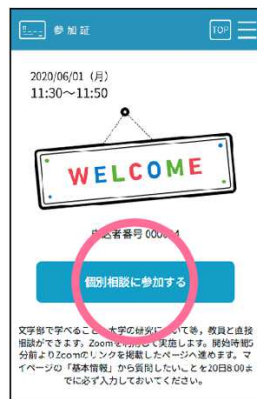 参加証
TOP
2020/06/01（月）
11:30〜11:50
WELCOME
個別相談に参加する
文学部で学べること、大学の研究について等，教員と直接
相談ができます。Zoomを利用して実施します。開始時間5
分前よりZoomのリンクを掲載したページへ進めます。マ
イページの「基本情報」から質問したいことを20日8:00ま
でに必ず入力しておいてください。